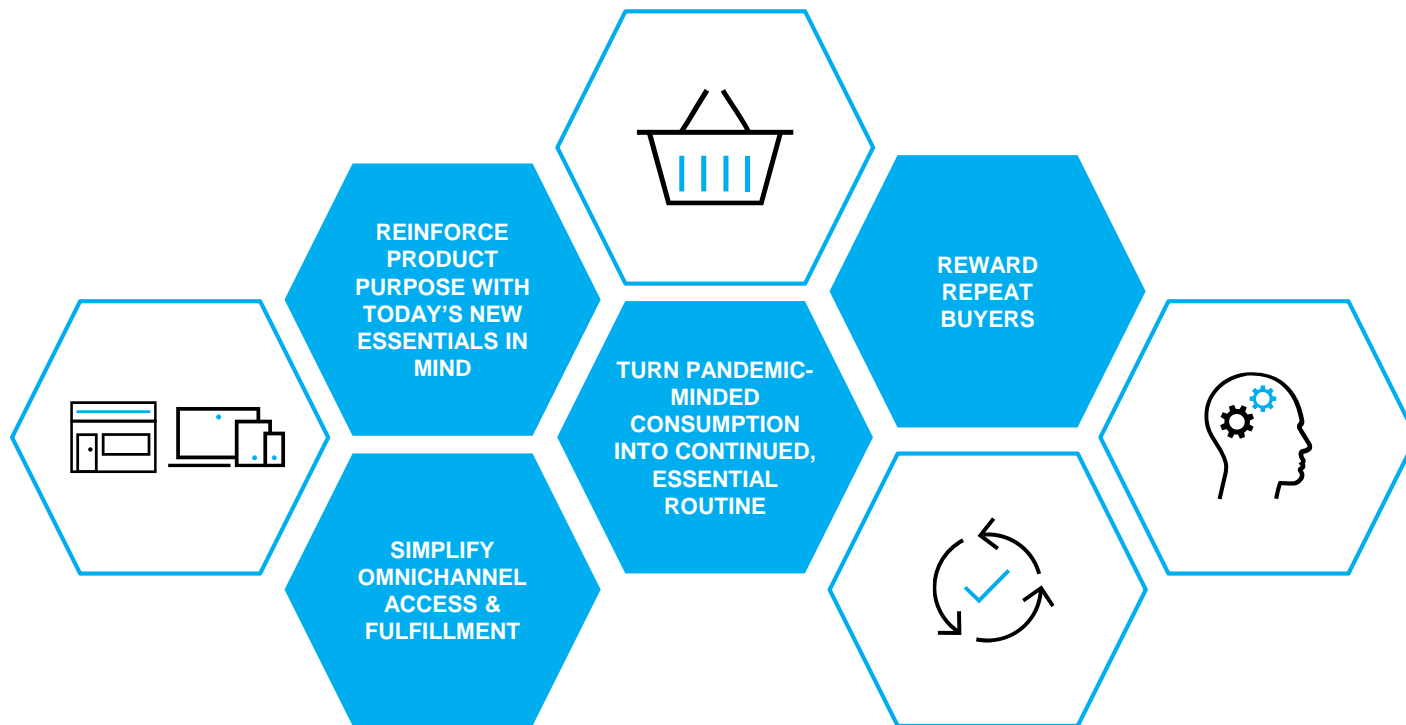 REINFORCE
PRODUCT
PURPOSE WITH
TODAY’S NEW
ESSENTIALS IN
MIND
REWARD
REPEAT
BUYERS
TURN PANDEMIC-
MINDED
CONSUMPTION
INTO CONTINUED,
ESSENTIAL
ROUTINE
SIMPLIFY
OMNICHANNEL
ACCESS &
FULFILLMENT